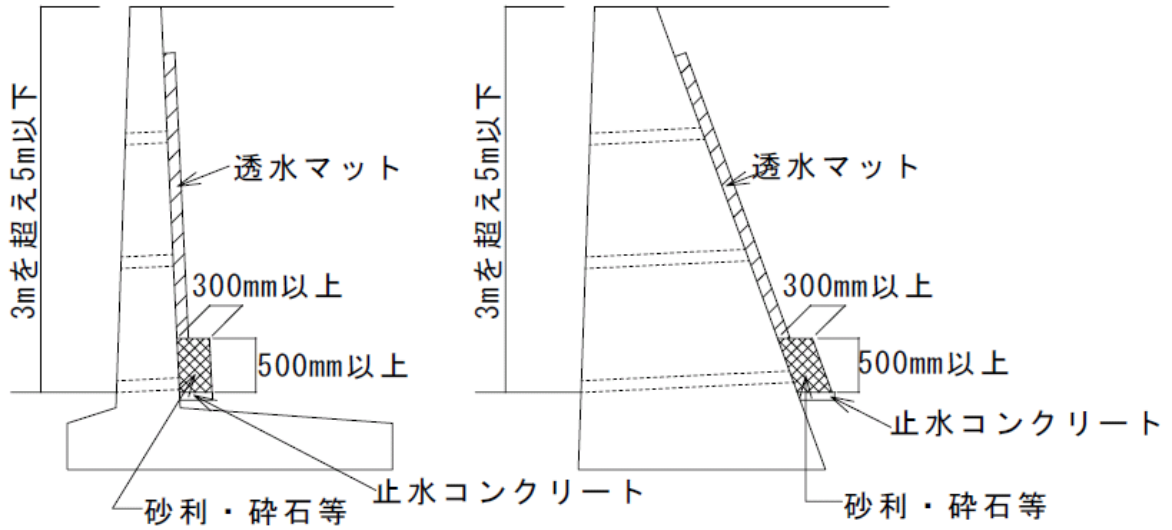 3mを超え5m以下
透水マット
300mm以上
500mm以上
止水コンクリート
砂利・砕石等
3mを超え5m以下
透水マット
300mm以上
500mm以上
止水コンクリート
砂利・砕石等